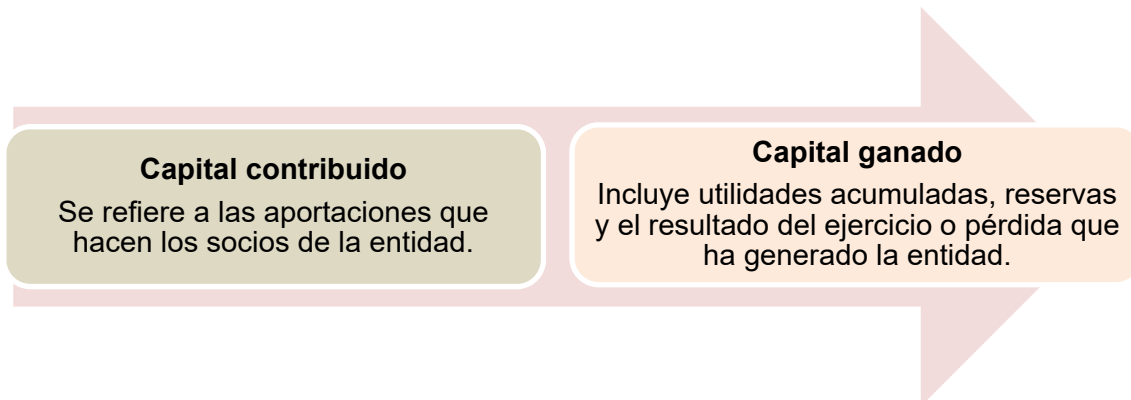 Capital contribuido
Se refiere a las aportaciones que
hacen los socios de la entidad.
Capital ganado
Incluye utilidades acumuladas, reservas
y el resultado del ejercicio o pérdida que
ha generado la entidad.